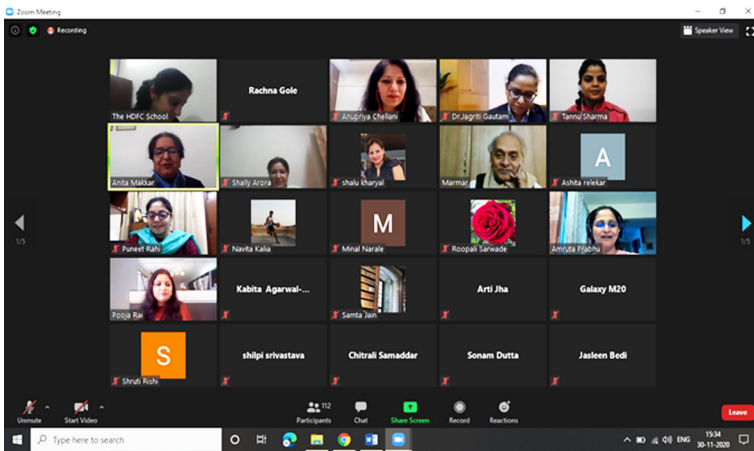 Zoom Meeting
Recording
Speaker View
The HDFC School
Rachna Gole
Anupriya Chellani
Dr.Jagriti Gautam
Tannu Sharma
Anita Makkar
Shally Arora
shalu kharyal
Marmar
A
Ashita relekar
Puneet Rahi
Navita Kalia
M
Minal Narale
Roopali Sarwade
Amruta Prabhu
1/5
1/5
Pooja Rai
Kabita Agarwal-...
Samta Jain
Arti Jha
Galaxy M20
S
Shruti Rishi
shilpi srivastava
Chitrali Samaddar
Sonam Dutta
Jasleen Bedi
Unmute
Start Video
112
Participants
Chat
Share Screen
Record
Reactions
Leave
Type here to search
ENG
15:34
30-11-2020